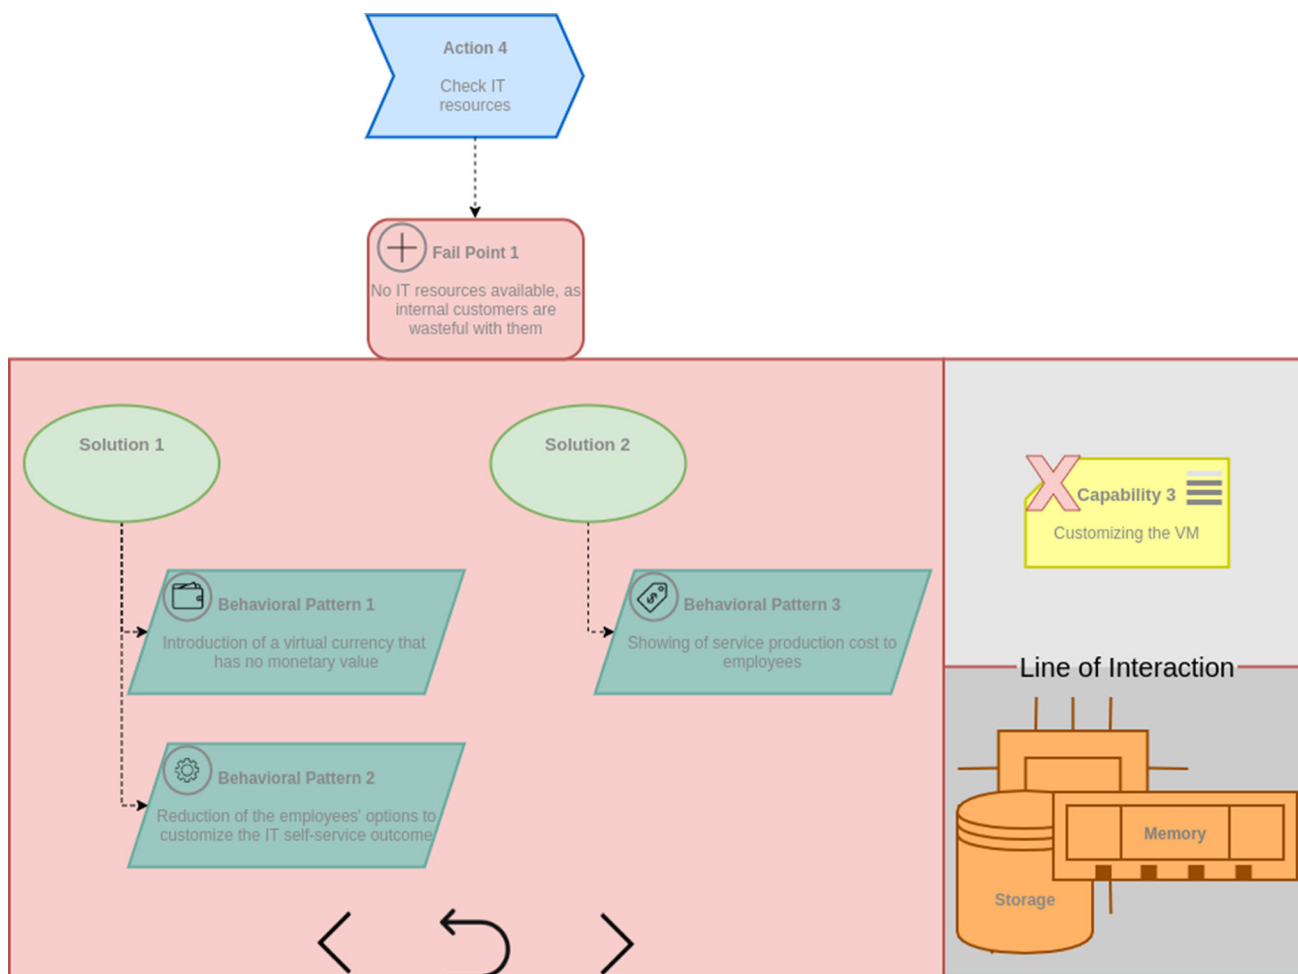 Action 4
Check IT
resources
Fail Point 1
No IT resources available, as
internal customers are
wasteful with them
Solution 1
Solution 2
Behavioral Pattern 1
Introduction of a virtual currency that
has no monetary value
Behavioral Pattern 3
Showing of service production cost to
employees
Behavioral Pattern 2
Reduction of the employees' options to
customize the IT self-service outcome
Capability 3
Customizing the VM
Line of Interaction
Memory
Storage